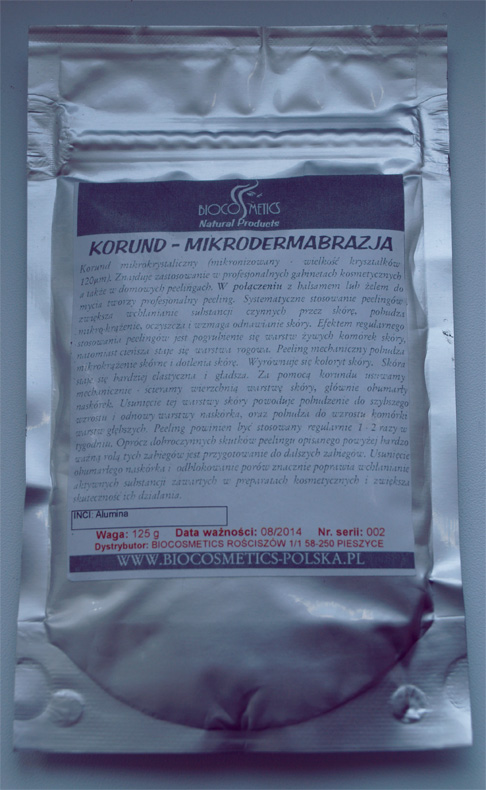 BIOCOSMETICS
Natural Products
KORUND - MIKRODERMABRAZJA
Korund mikrokrystaliczny (mikronizowany - wielkość kryształków
120µm). Znajduje zastosowanie w profesjonalnych gabinetach kosmetycznych
a także w domowych peelingach. W połączeniu z balsamem lub żelem do
mycia tworzy profesjonalny peeling. Systematyczne stosowanie peelingów
zwiększa wchłanianie substancji czynnych przez skórę, pobudza
mikrokrążenie, oczyszcza i wzmaga odnawianie skóry. Efektem regularnego
stosowania peelingów jest pogrubienie się warstw żywych komórek skóry,
natomiast cieńsza staje się warstwa rogowa. Peeling mechaniczny pobudza
mikrokrążenie skórne i dotlenia skórę. Wyrównuje się koloryt skóry. Skóra
staje się bardziej elastyczna i gładsza. Za pomocą korundu usuwamy
mechanicznie - ścieramy wierzchnią warstwę skóry, głównie obumarły
naskórek. Usunięcie tej warstwy skóry powoduje pobudzenie do szybszego
wzrostu i odnowy warstwy naskórka, oraz pobudza do wzrostu komórki
warstw głębszych. Peeling powinien być stosowany regularnie 1 - 2 razy w
tygodniu. Oprócz dobroczynnych skutków peelingu opisanego powyżej bardzo
ważną rolą tych zabiegów jest przygotowanie do dalszych zabiegów. Usunięcie
obumarłego naskórka i odblokowanie porów znacznie poprawia wchłanianie
aktywnych substancji zawartych w preparatach kosmetycznych i zwiększa
skuteczność ich działania.
INCI: Alumina
Waga: 125 g Data ważności: 08/2014 Nr. serii: 002
Dystrybutor: BIOCOSMETICS ROŚCISZÓW 1/1 58-250 PIESZYCE
WWW.BIOCOSMETICS-POLSKA.PL